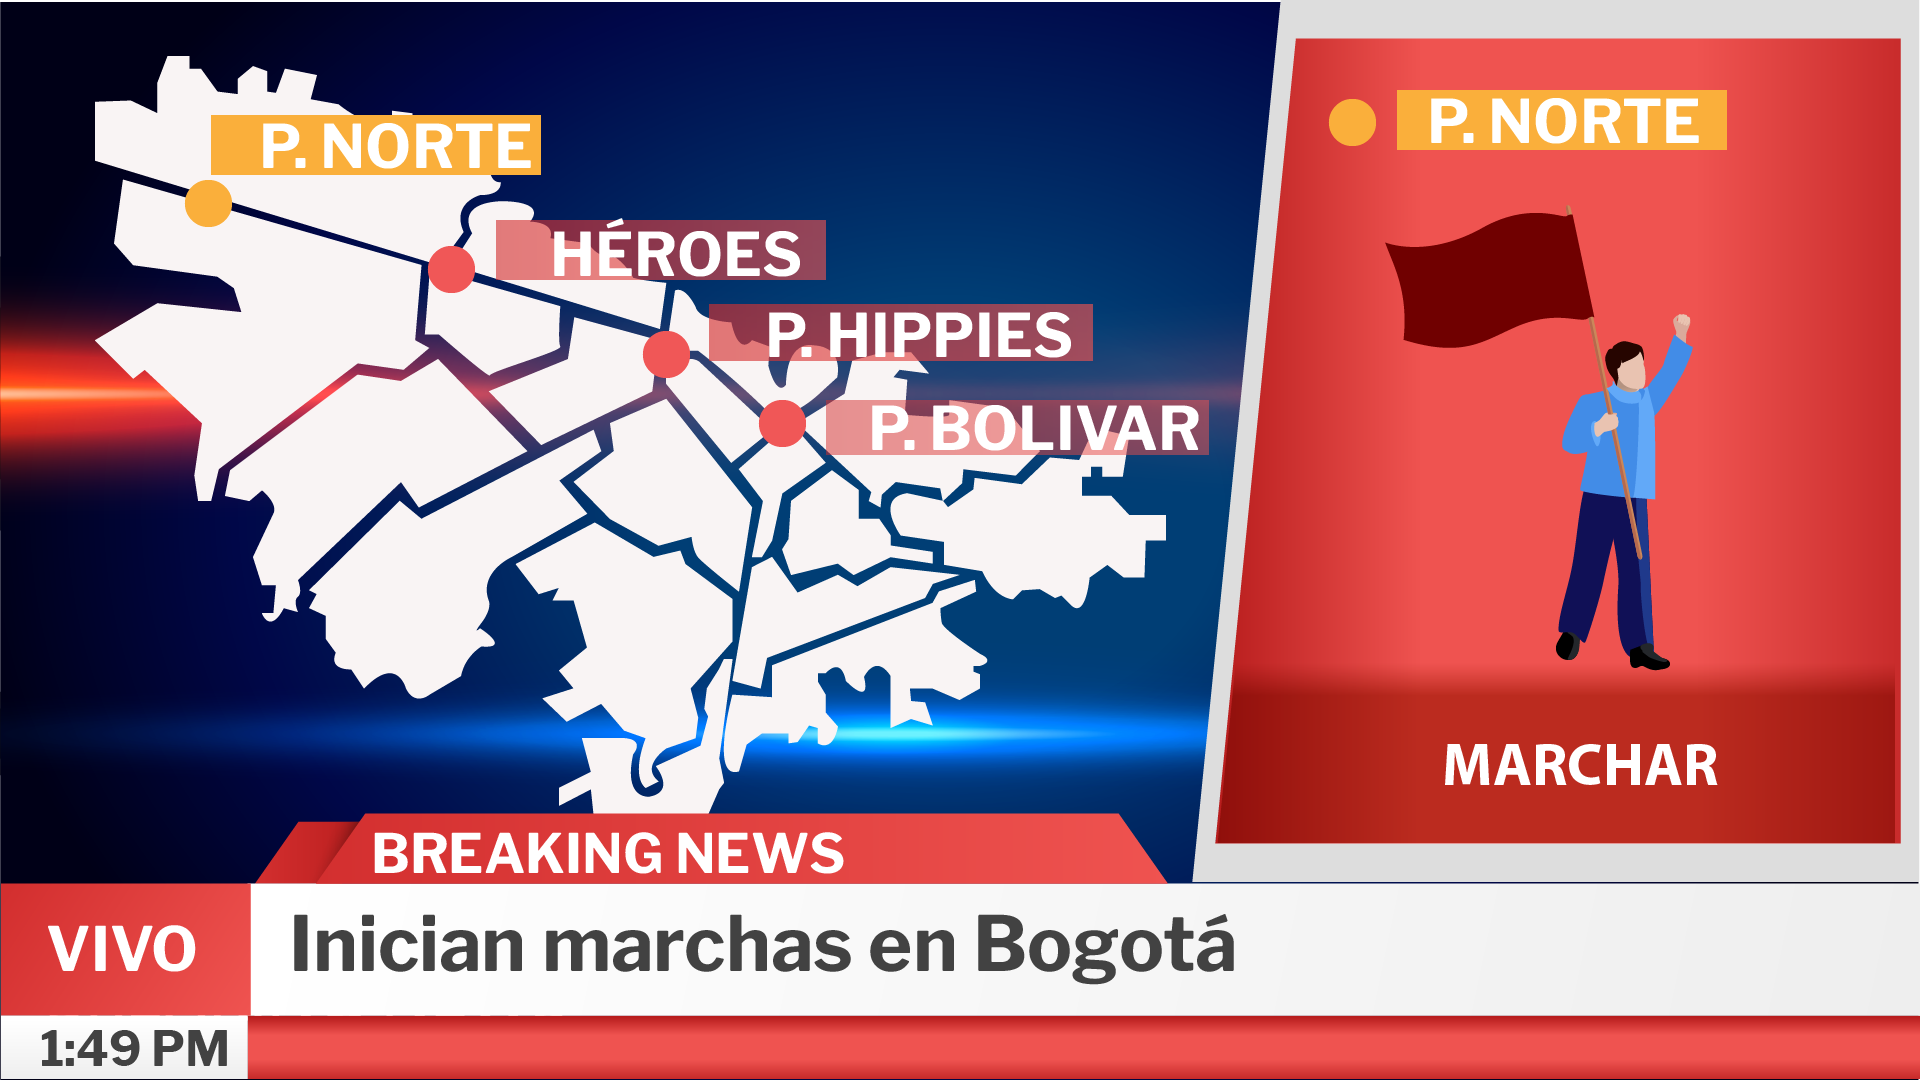 P. NORTE
HÉROES
P. HIPPIES
P. BOLIVAR
P. NORTE
MARCHAR
BREAKING NEWS
VIVO
Inician marchas en Bogotá
1:49 PM